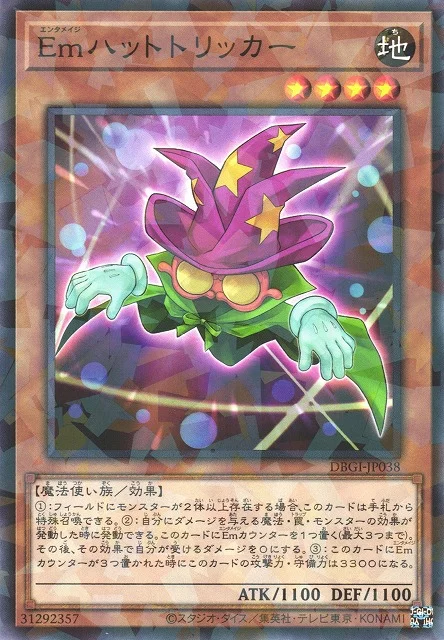 エンタメイジ
Emハットトリッカー
ち
地
DBGI-JP038
【魔法使い族／効果】
①:フィールドにモンスターが2体以上存在する場合、このカードは手札から
特殊召喚できる。②:自分にダメージを与える魔法・罠・モンスターの効果が
発動した時に発動できる。このカードにEmカウンターを1つ置く(最大3つまで)。
その後、その効果で自分が受けるダメージを0にする。③:このカードにEm
カウンターが3つ置かれた時にこのカードの攻撃力・守備力は3300になる。
ATK/1100 DEF/1100
31292357 ©スタジオ・ダイス/集英社・テレビ東京・KONAMI